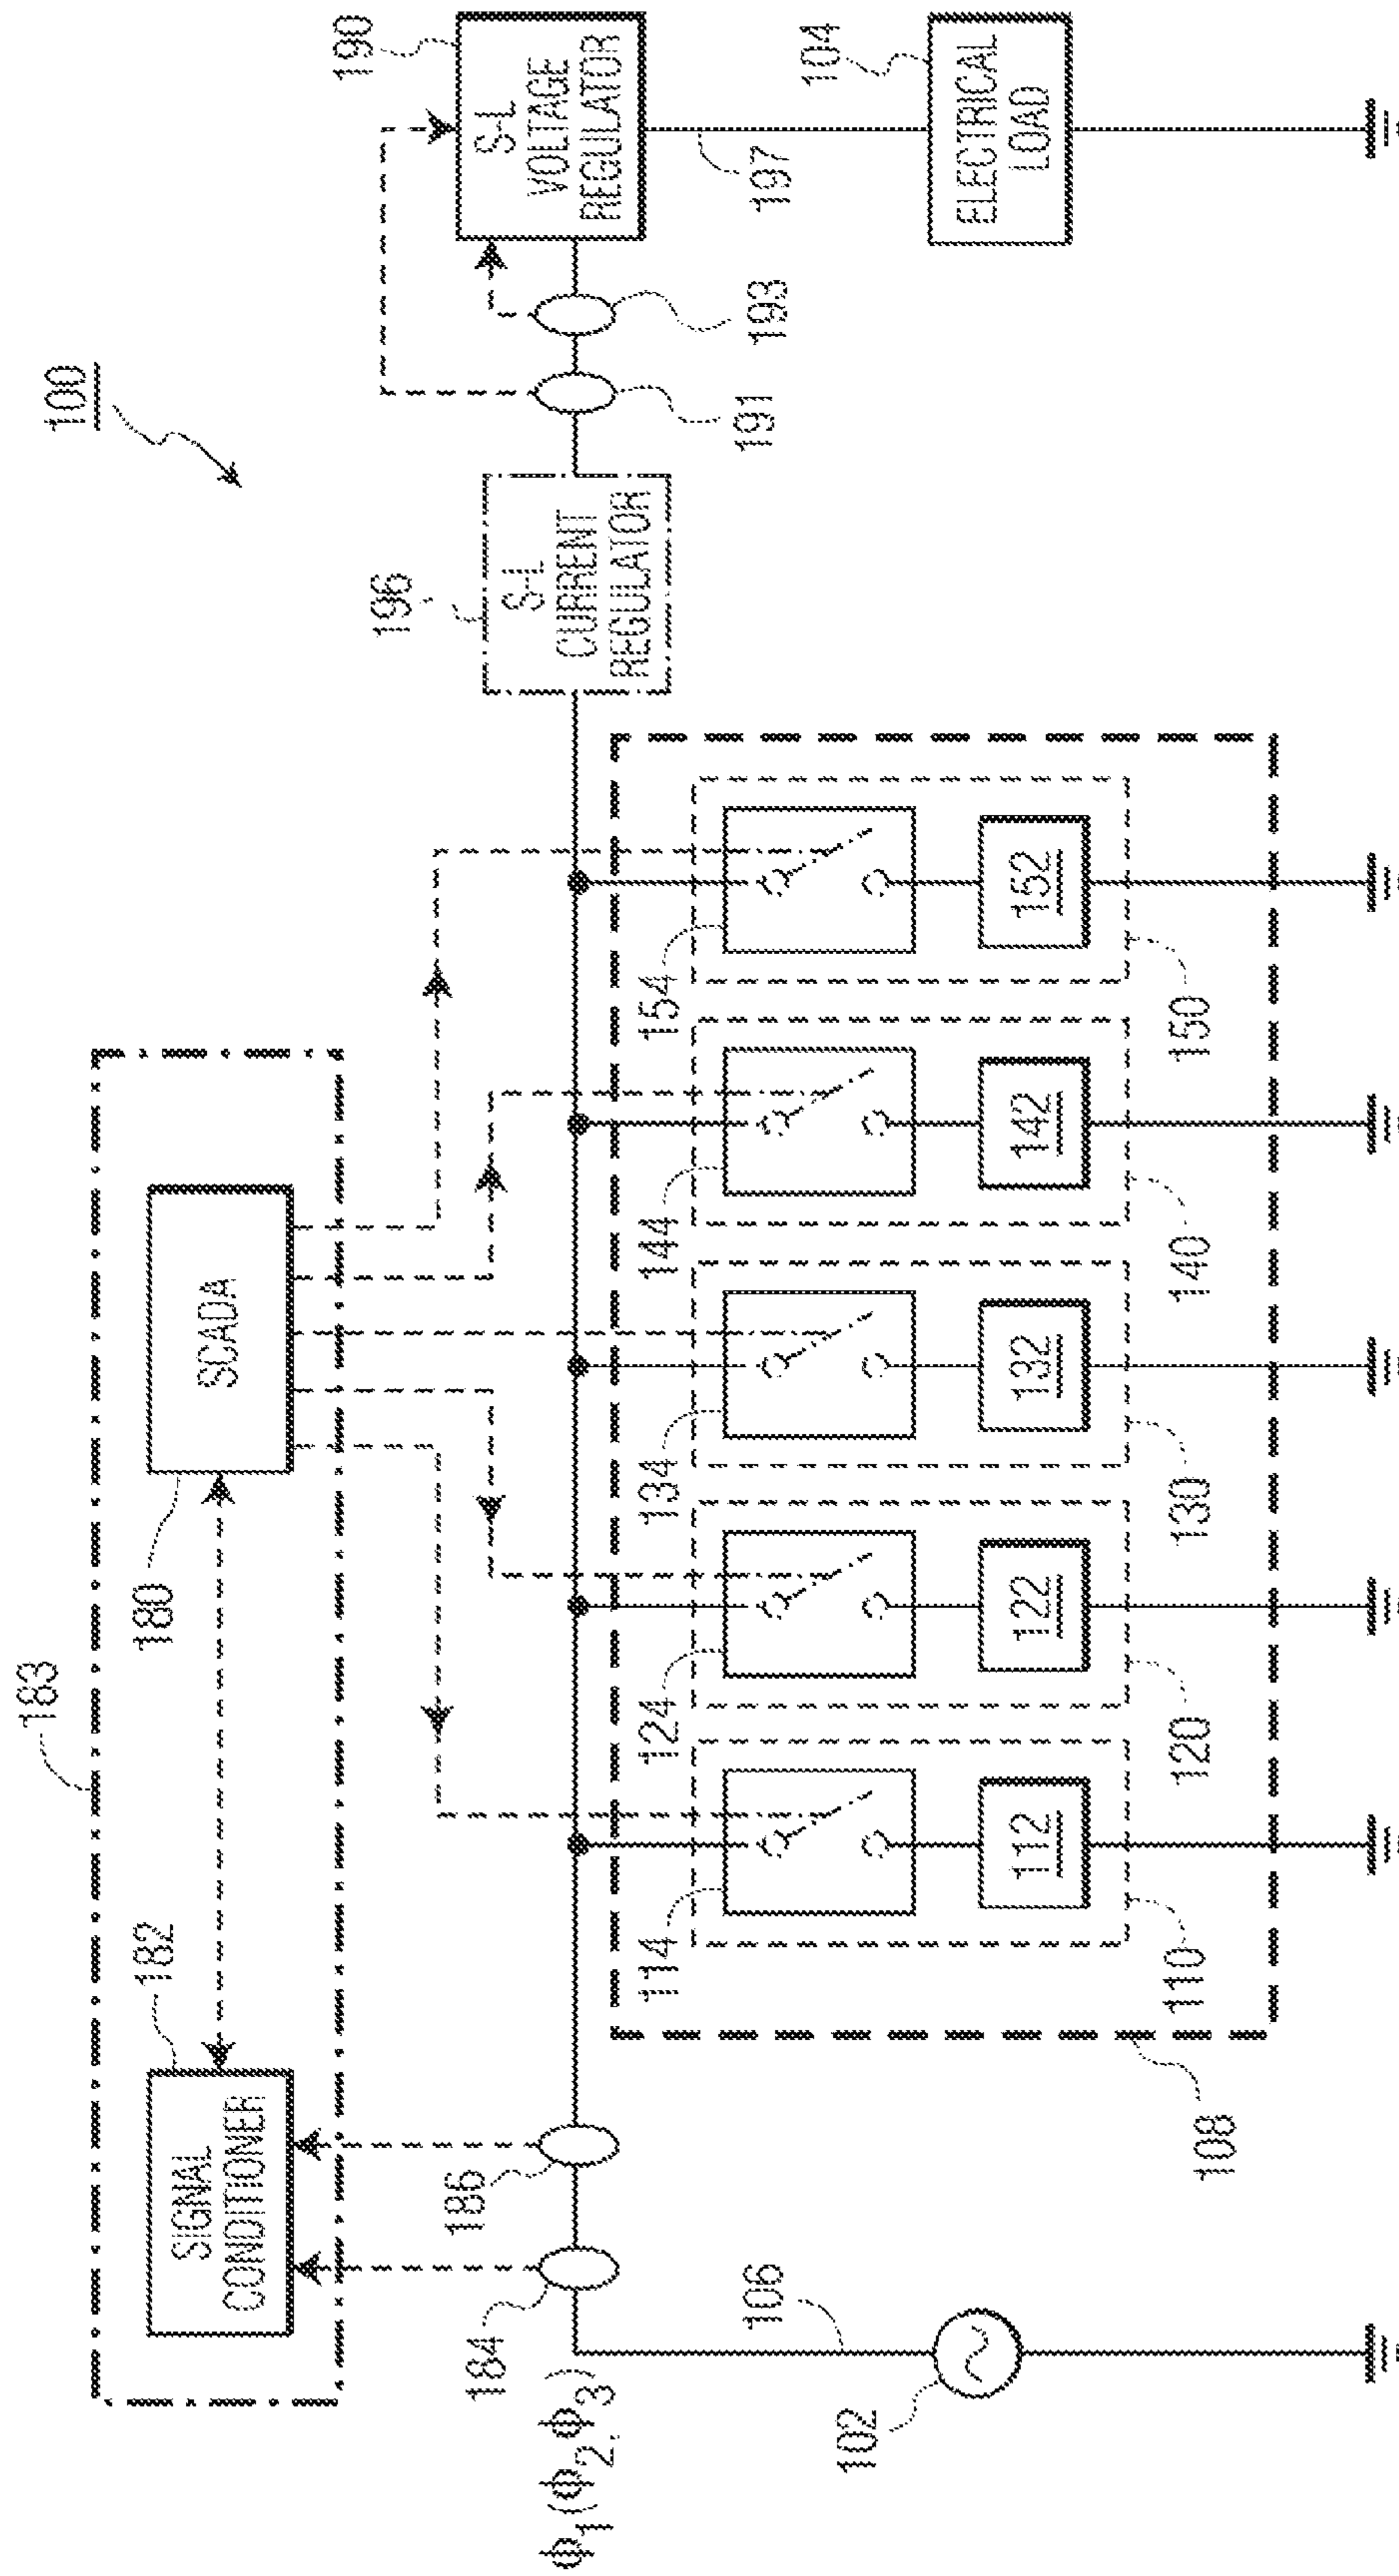 100
183
182
180
SIGNAL
CONDITIONER
SCADA
190
196
S-L
VOLTAGE
REGULATOR
S-L
CURRENT
REGULATOR
184
186
Φ1(Φ2,Φ3)
191
193
197
106
102
104
ELECTRICAL
LOAD
114
124
134
144
154
112
122
132
142
152
110
120
130
140
150
108